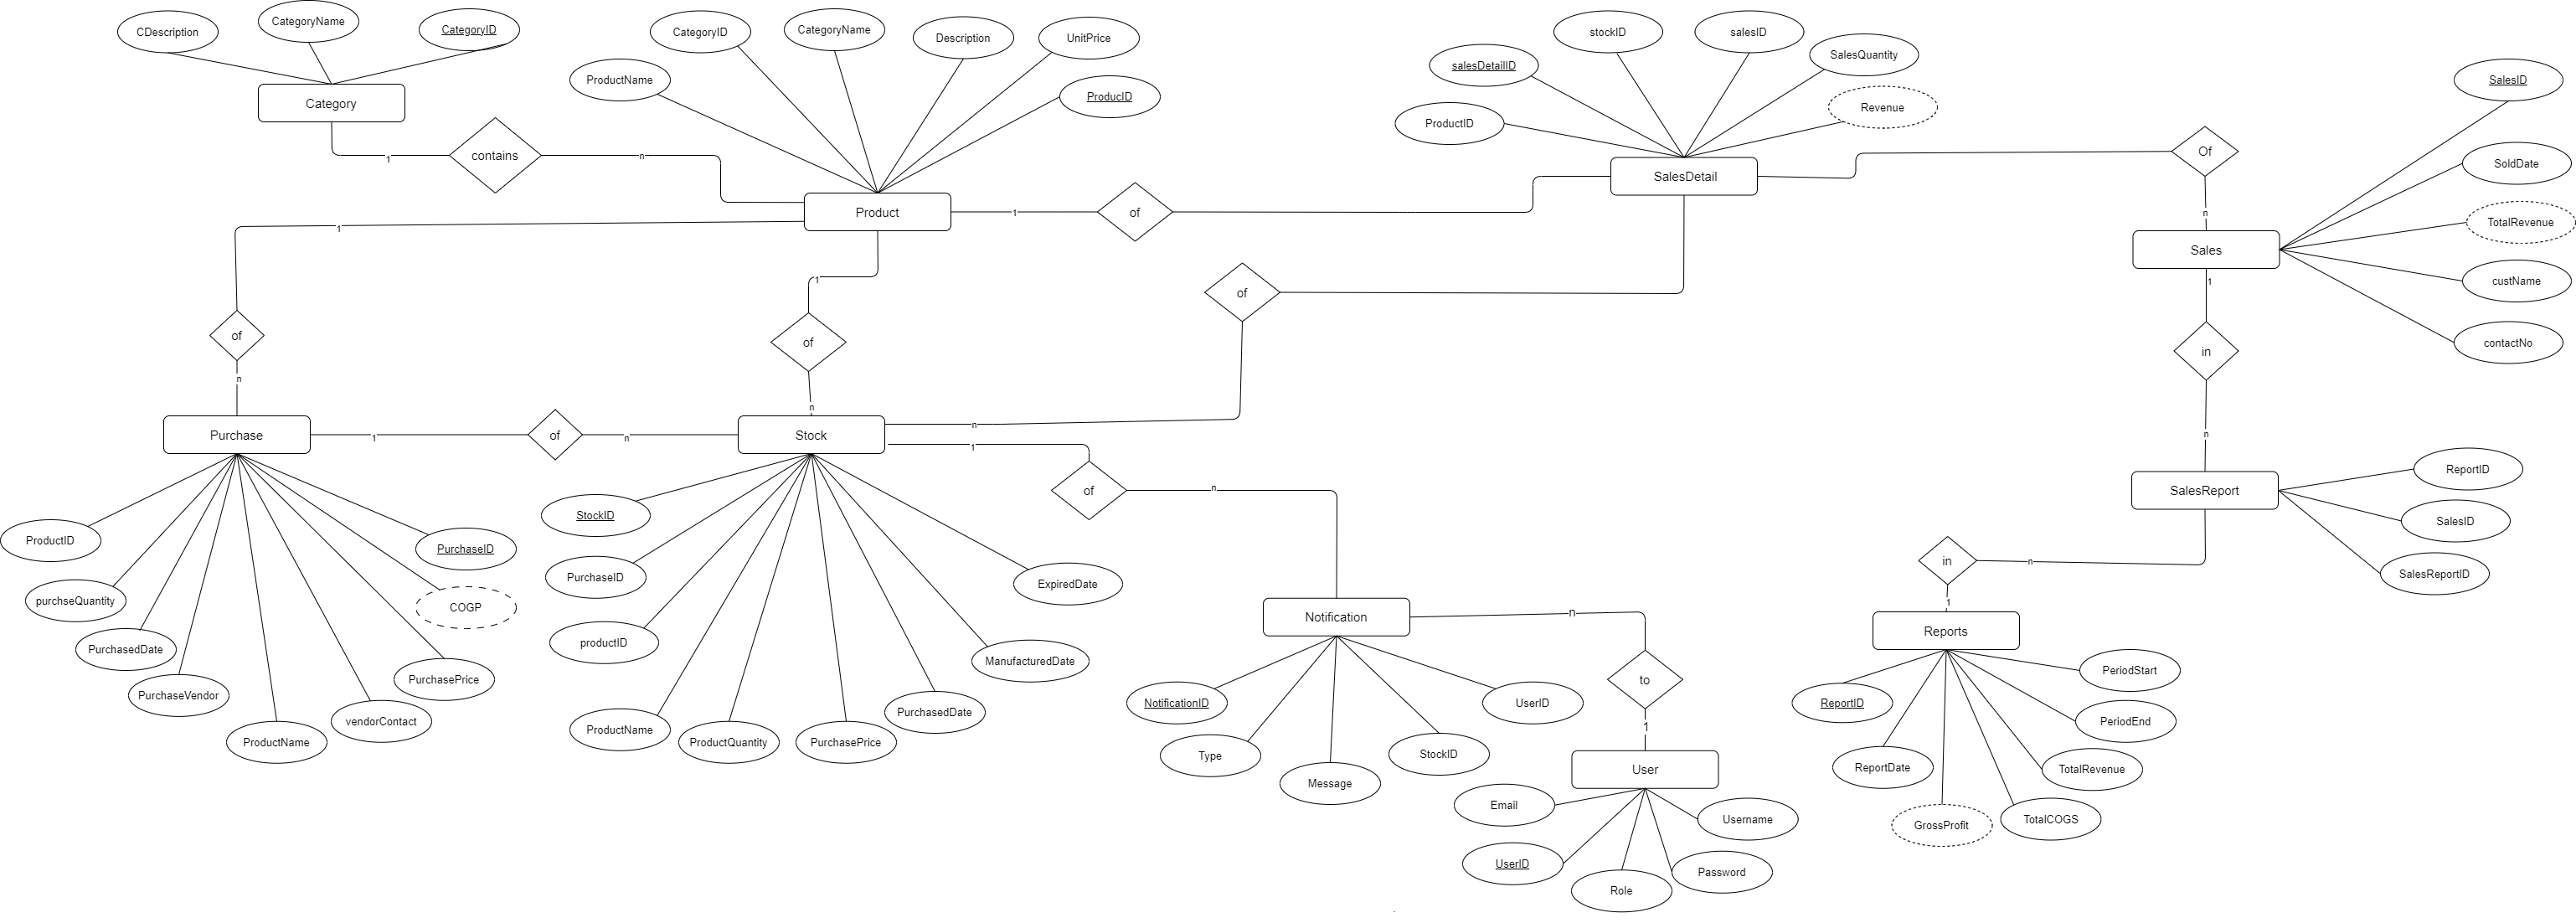 CategoryName
CategoryID
CDescription
Category
1
contains
n
CategoryID
CategoryName
Description
UnitPrice
ProductName
ProducID
Product
stockID
salesID
SalesQuantity
salesDetailID
Revenue
ProductID
SalesDetail
1
of
Of
n
SalesID
SoldDate
TotalRevenue
custName
contactNo
Sales
1
in
n
1
of
n
1
of
n
of
n
Purchase
1
of
n
Stock
1
of
n
ProductID
purchseQuantity
PurchasedDate
PurchaseVendor
ProductName
vendorContact
PurchasePrice
COGP
PurchaseID
StockID
PurchaseID
productID
ProductName
ProductQuantity
PurchasePrice
PurchasedDate
ManufacturedDate
ExpiredDate
Notification
n
to
1
NotificationID
Type
Message
StockID
UserID
User
Email
UserID
Role
Password
Username
SalesReport
ReportID
SalesID
SalesReportID
in
n
1
Reports
ReportID
ReportDate
GrossProfit
TotalCOGS
TotalRevenue
PeriodEnd
PeriodStart